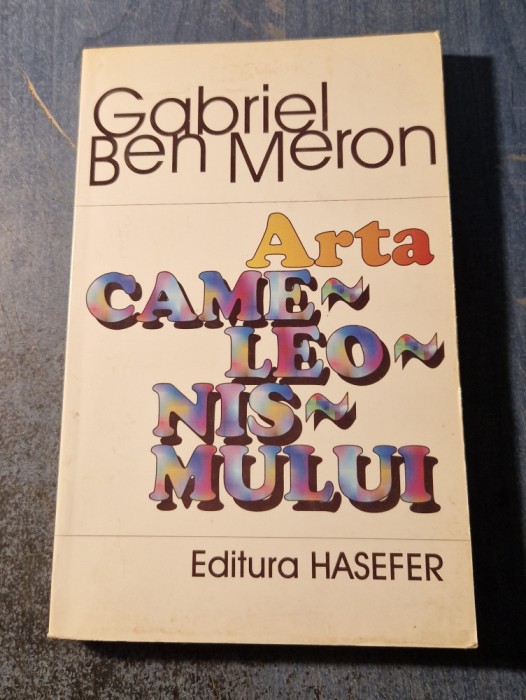 Gabriel
Ben Meron
Arta
CAME~
LEO~
NIS~
MULUI
Editura HASEFER